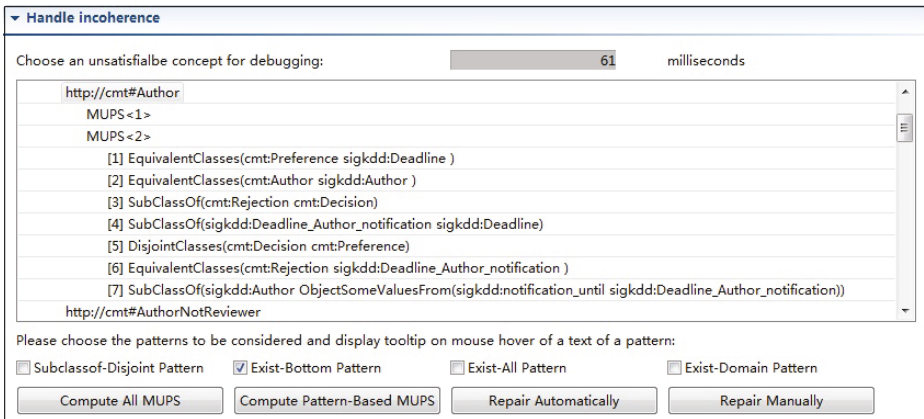 Handle incoherence
Choose an unsatisfialbe concept for debugging: 61 milliseconds
http://cmt#Author
MUPS<1>
MUPS<2>
[1] EquivalentClasses(cmt:Preference sigkdd:Deadline )
[2] EquivalentClasses(cmt:Author sigkdd:Author )
[3] SubClassOf(cmt:Rejection cmt:Decision)
[4] SubClassOf(sigkdd:Deadline_Author_notification sigkdd:Deadline)
[5] DisjointClasses(cmt:Decision cmt:Preference)
[6] EquivalentClasses(cmt:Rejection sigkdd:Deadline_Author_notification )
[7] SubClassOf(sigkdd:Author ObjectSomeValuesFrom(sigkdd:notification_until sigkdd:Deadline_Author_notification))
http://cmt#AuthorNotReviewer
Please choose the patterns to be considered and display tooltip on mouse hover of a text of a pattern:
Subclassof-Disjoint Pattern Exist-Bottom Pattern Exist-All Pattern Exist-Domain Pattern
Compute All MUPS Compute Pattern-Based MUPS Repair Automatically Repair Manually